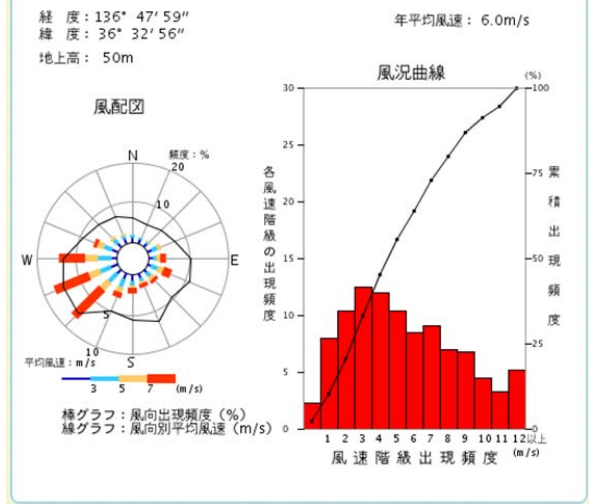 経 度：136° 47′ 59″
緯 度：36° 32′ 56″
地上高： 50m
年平均風速： 6.0m/s
風配図
頻度：%
N
20
10
W
E
5
10
S
平均風速：m/s
3 5 7 (m/s)
棒グラフ：風向出現頻度（%）
線グラフ：風向別平均風速（m/s）
風況曲線
(%)
30
25
20
15
10
5
0
各風速階級の出現頻度
100
75
50
25
0
累積出現頻度
1 2 3 4 5 6 7 8 9 10 11 12以上
(m/s)
風速階級出現頻度